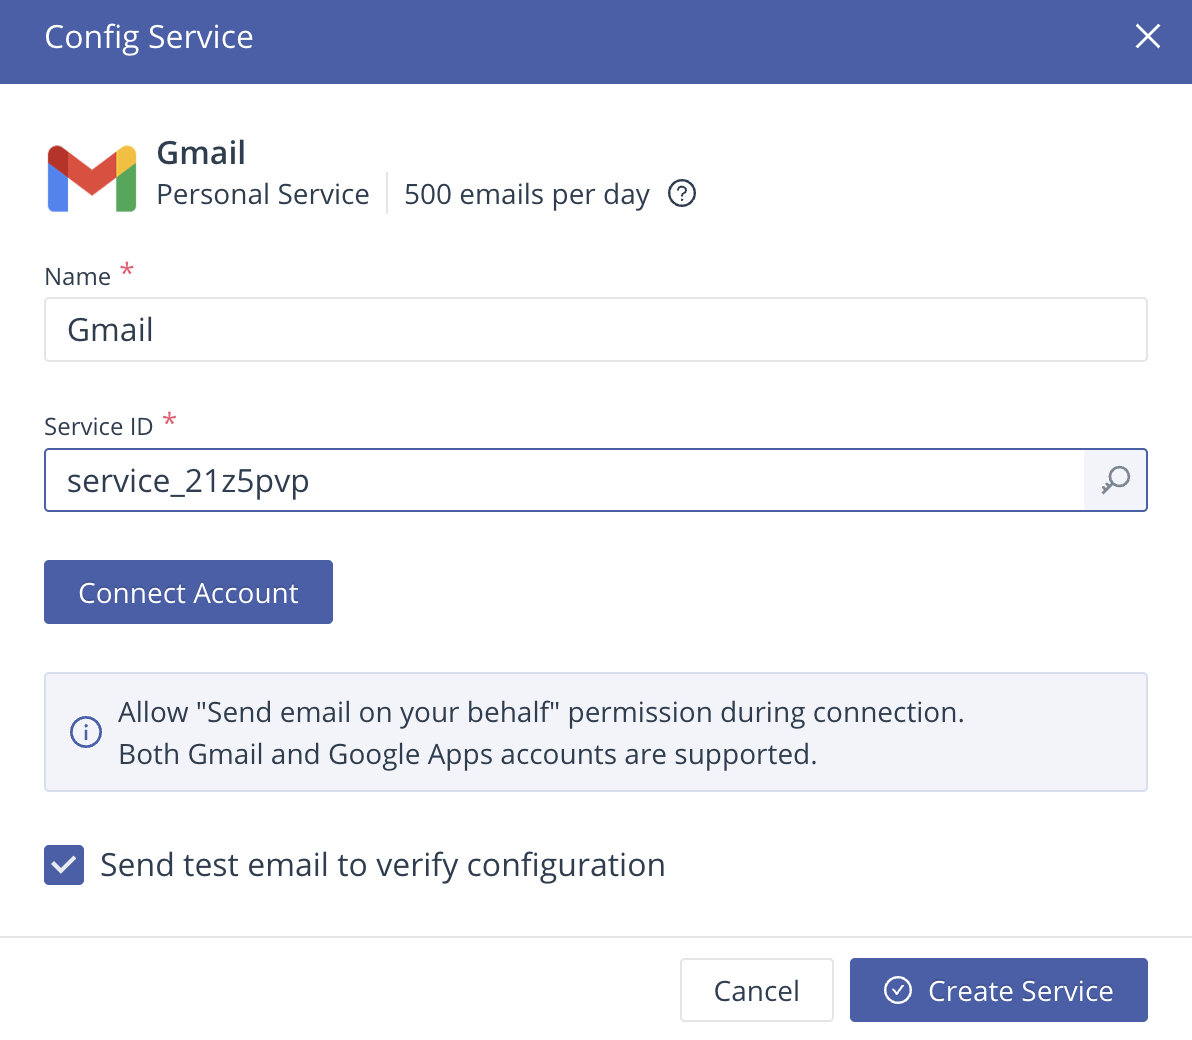 Config Service
Gmail
Personal Service 500 emails per day ?
Name *
Gmail
Service ID *
service_21z5pvp
Connect Account
Allow "Send email on your behalf" permission during connection.
Both Gmail and Google Apps accounts are supported.
Send test email to verify configuration
Cancel Create Service